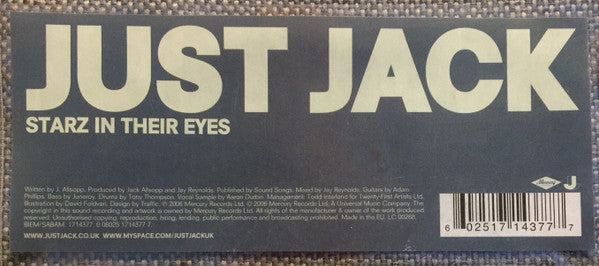 JUST JACK
STARZ IN THEIR EYES
Written by J. Allsopp. Produced by Jack Allsopp and Jay Reynolds. Published by Sound Songs. Mixed by Jay Reynolds. Guitars by Adam
Phillips. Bass by Juneroy. Drums by Tony Thompson. Vocal Sample by Aaron Dutton. Management: Todd Interland for Twenty-First Artists Ltd.
Illustration by David Foldvari. Design by Traffic. ℗ 2006 Mercury Records Ltd. © 2006 Mercury Records Ltd. A Universal Music Company. The
copyright in this sound recording and artwork is owned by Mercury Records Ltd. All rights of the manufacturer & owner of the work produced
reserved. Unauthorised copying, reproduction, hiring, lending, public performance and broadcasting prohibited. Made in the EU. LC 00268.
BIEM/SABAM. 1714377. 0 06025 1714377 7.
WWW.JUSTJACK.CO.UK WWW.MYSPACE.COM/JUSTJACKUK
Mercury J
6 02517 14377 7